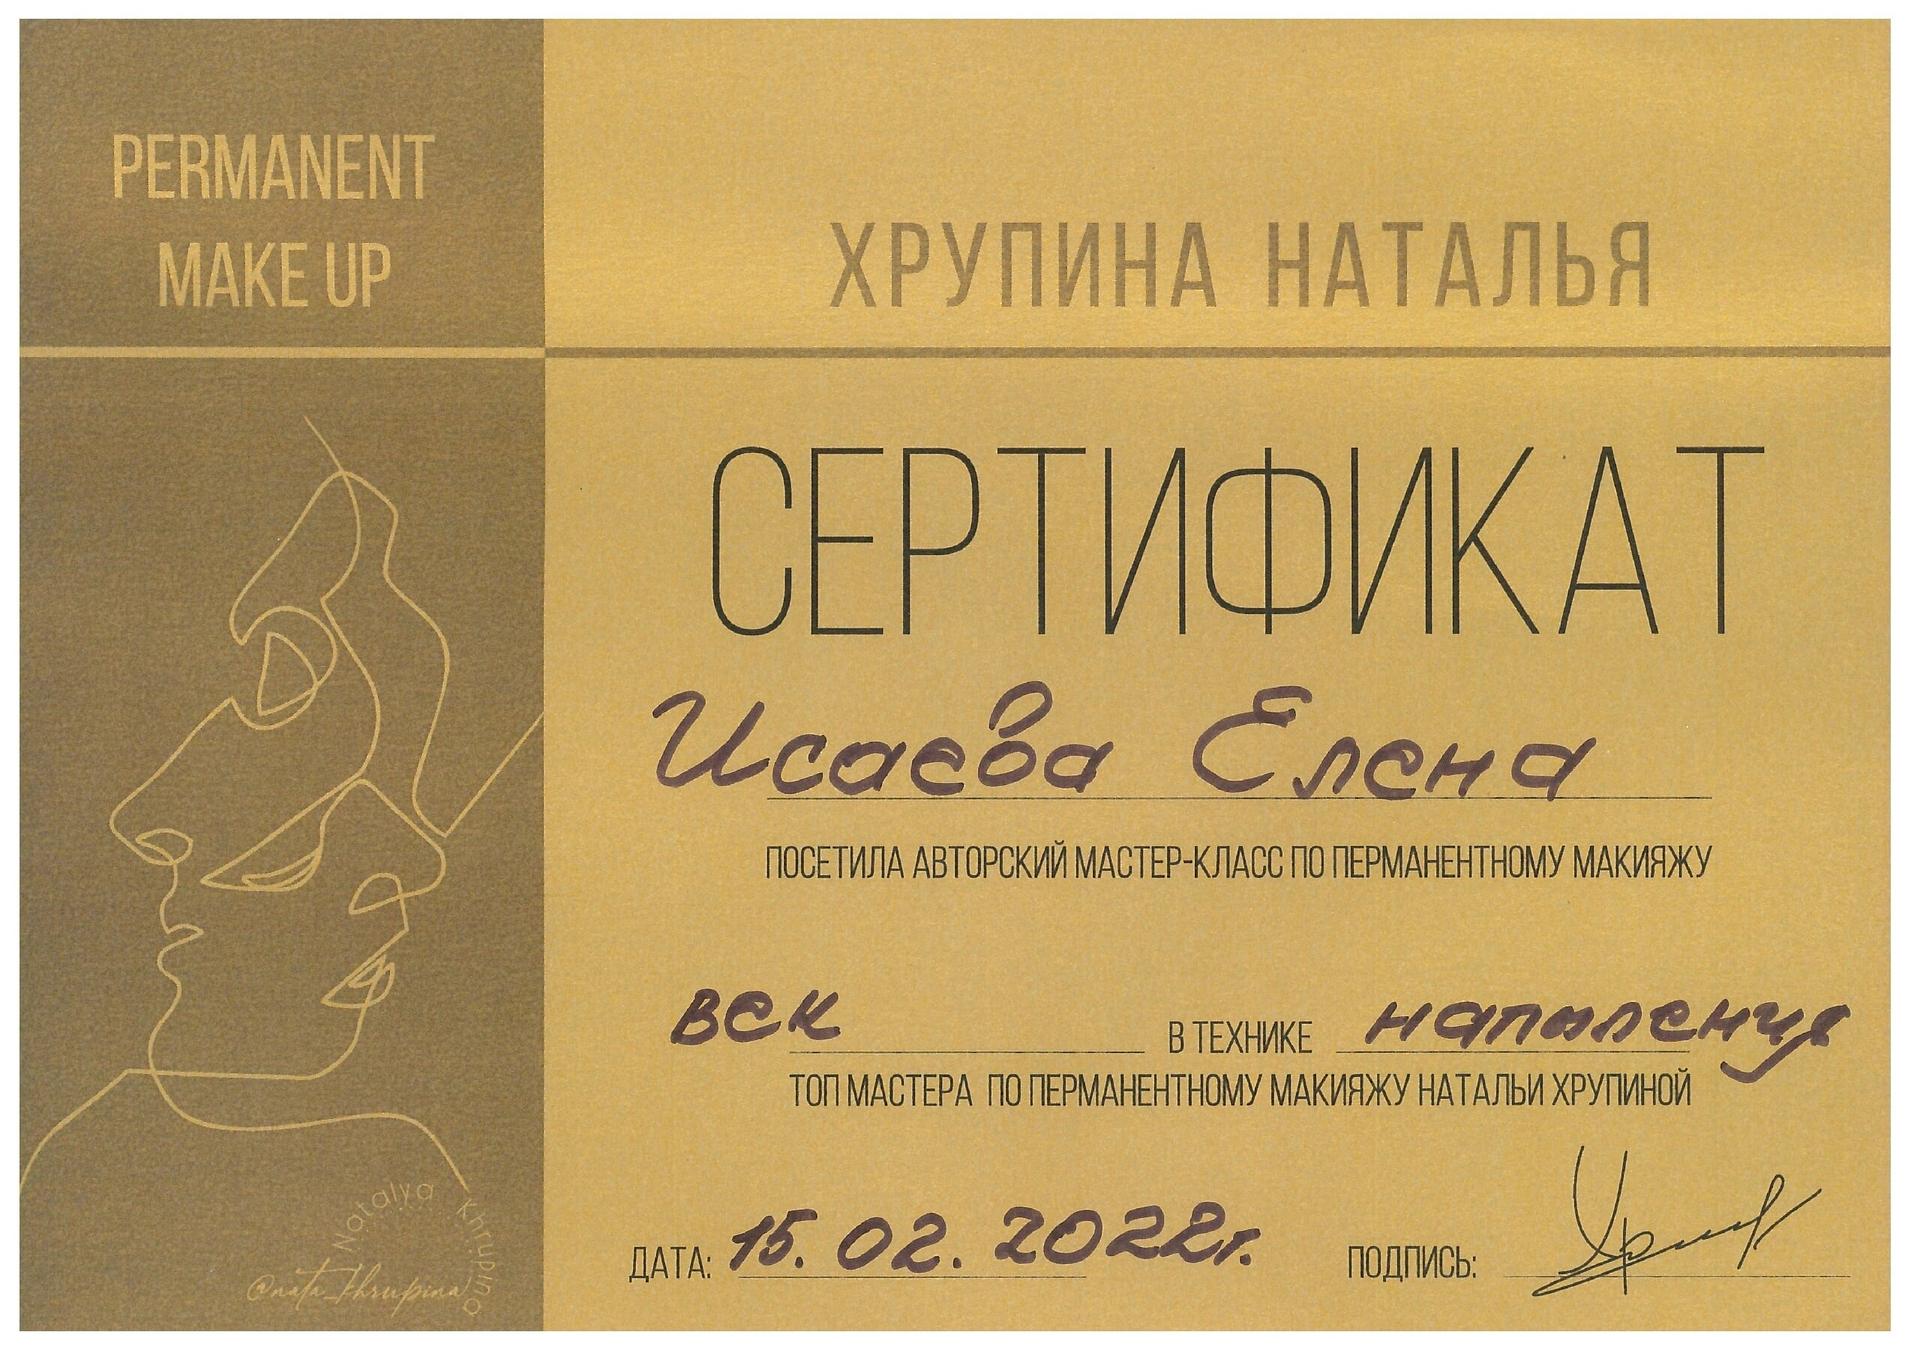 PERMANENT
MAKE UP
ХРУПИНА НАТАЛЬЯ
СЕРТИФИКАТ
Исаева Елена
ПОСЕТИЛА АВТОРСКИЙ МАСТЕР-КЛАСС ПО ПЕРМАНЕНТНОМУ МАКИЯЖУ
век В ТЕХНИКЕ напыления
ТОП МАСТЕРА ПО ПЕРМАНЕНТНОМУ МАКИЯЖУ НАТАЛЬИ ХРУПИНОЙ
ДАТА: 15.02.2022г. ПОДПИСЬ:
Natalya Khrupina
@nata_khrupina